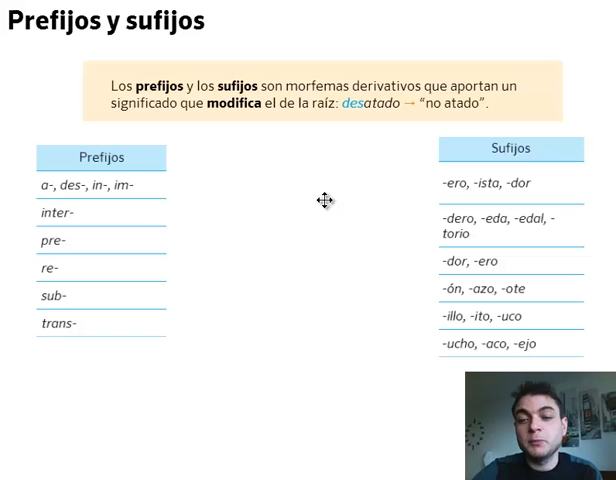 Prefijos y sufijos
Los prefijos y los sufijos son morfemas derivativos que aportan un
significado que modifica el de la raíz: desatado → “no atado”.
Prefijos
a-, des-, in-, im-
inter-
pre-
re-
sub-
trans-
Sufijos
-ero, -ista, -dor
-dero, -eda, -edal, -
torio
-dor, -ero
-ón, -azo, -ote
-illo, -ito, -uco
-ucho, -aco, -ejo